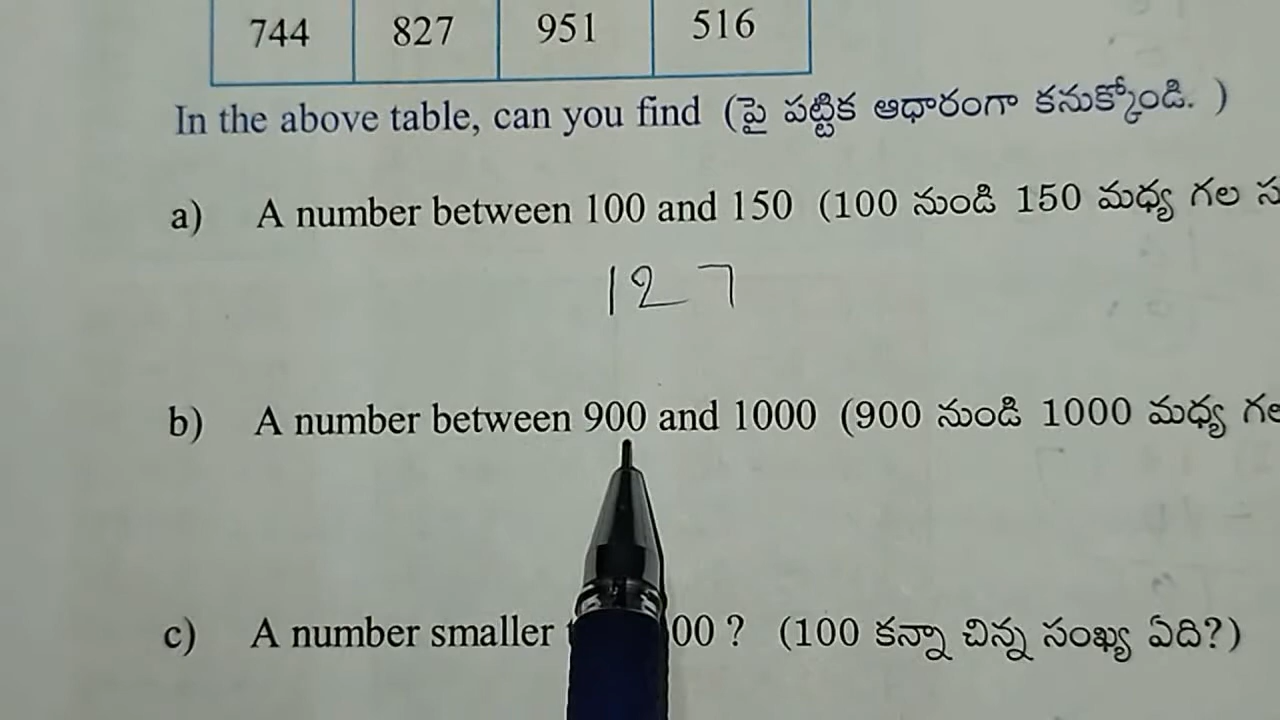 744 827 951 516
In the above table, can you find (పై పట్టిక ఆధారంగా కనుక్కోండి. )
a) A number between 100 and 150 (100 నుండి 150 మధ్య గల
127
b) A number between 900 and 1000 (900 నుండి 1000 మధ్య గల
c) A number smaller 00 ? (100 కన్నా చిన్న సంఖ్య ఏది?)